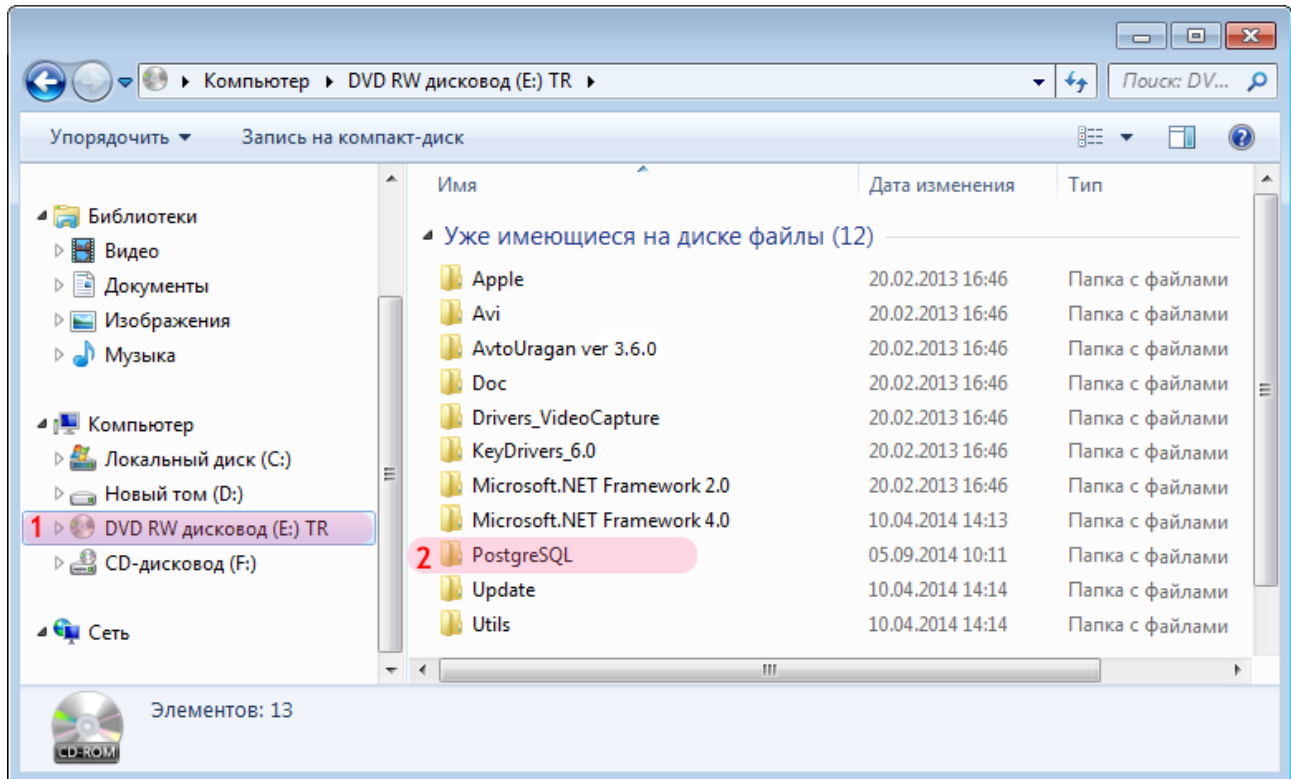 Компьютер DVD RW дисковод (E:) TR Поиск: DV...
Упорядочить Запись на компакт-диск
Библиотеки
Видео
Документы
Изображения
Музыка
Компьютер
Локальный диск (C:)
Новый том (D:)
1 DVD RW дисковод (E:) TR
CD-дисковод (F:)
Сеть
Имя Дата изменения Тип
Уже имеющиеся на диске файлы (12)
Apple 20.02.2013 16:46 Папка с файлами
Avi 20.02.2013 16:46 Папка с файлами
AvtoUragan ver 3.6.0 20.02.2013 16:46 Папка с файлами
Doc 20.02.2013 16:46 Папка с файлами
Drivers_VideoCapture 20.02.2013 16:46 Папка с файлами
KeyDrivers_6.0 20.02.2013 16:46 Папка с файлами
Microsoft.NET Framework 2.0 20.02.2013 16:46 Папка с файлами
Microsoft.NET Framework 4.0 10.04.2014 14:13 Папка с файлами
2 PostgreSQL 05.09.2014 10:11 Папка с файлами
Update 10.04.2014 14:14 Папка с файлами
Utils 10.04.2014 14:14 Папка с файлами
Элементов: 13
CD-ROM